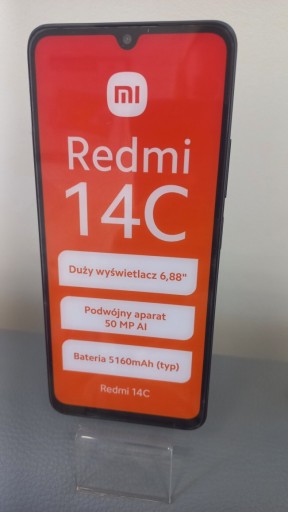 mi
Redmi
14C
Duży wyświetlacz 6,88"
Podwójny aparat
50 MP AI
Bateria 5160mAh (typ)
Redmi 14C